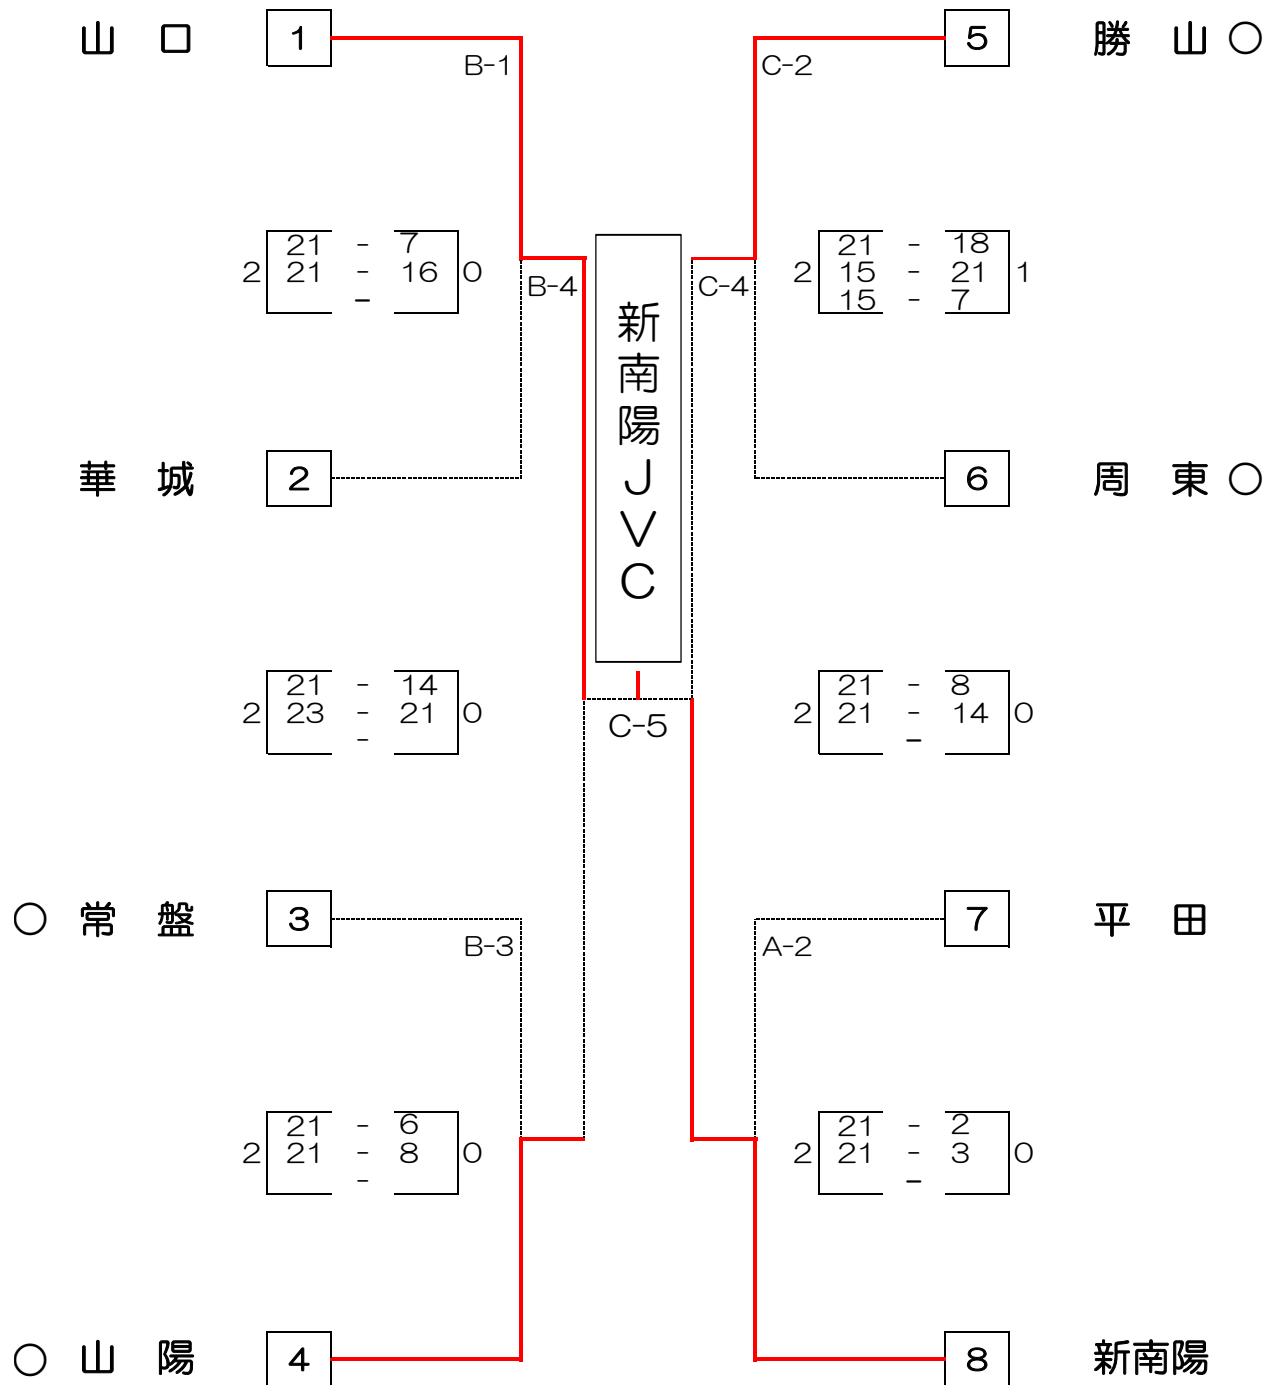 山 口 1 5 勝 山 ○
B-1 C-2
21 - 7 21 - 18
2 21 - 16 0 2 15 - 21 1
- 15 - 7
B-4 C-4
新南陽JVC
華 城 2 6 周 東 ○
21 - 14 21 - 8
2 23 - 21 0 2 21 - 14 0
- -
C-5
○ 常 盤 3 7 平 田
B-3 A-2
21 - 6 21 - 2
2 21 - 8 0 2 21 - 3 0
- -
○ 山 陽 4 8 新南陽